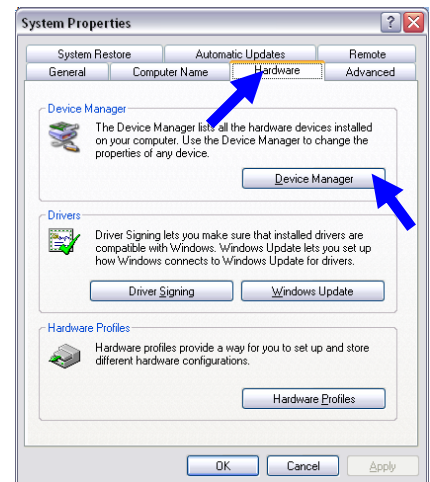 System Properties
System Restore Automatic Updates Remote
General Computer Name Hardware Advanced
Device Manager
The Device Manager lists all the hardware devices installed
on your computer. Use the Device Manager to change the
properties of any device.
Device Manager
Drivers
Driver Signing lets you make sure that installed drivers are
compatible with Windows. Windows Update lets you set up
how Windows connects to Windows Update for drivers.
Driver Signing Windows Update
Hardware Profiles
Hardware profiles provide a way for you to set up and store
different hardware configurations.
Hardware Profiles
OK Cancel Apply